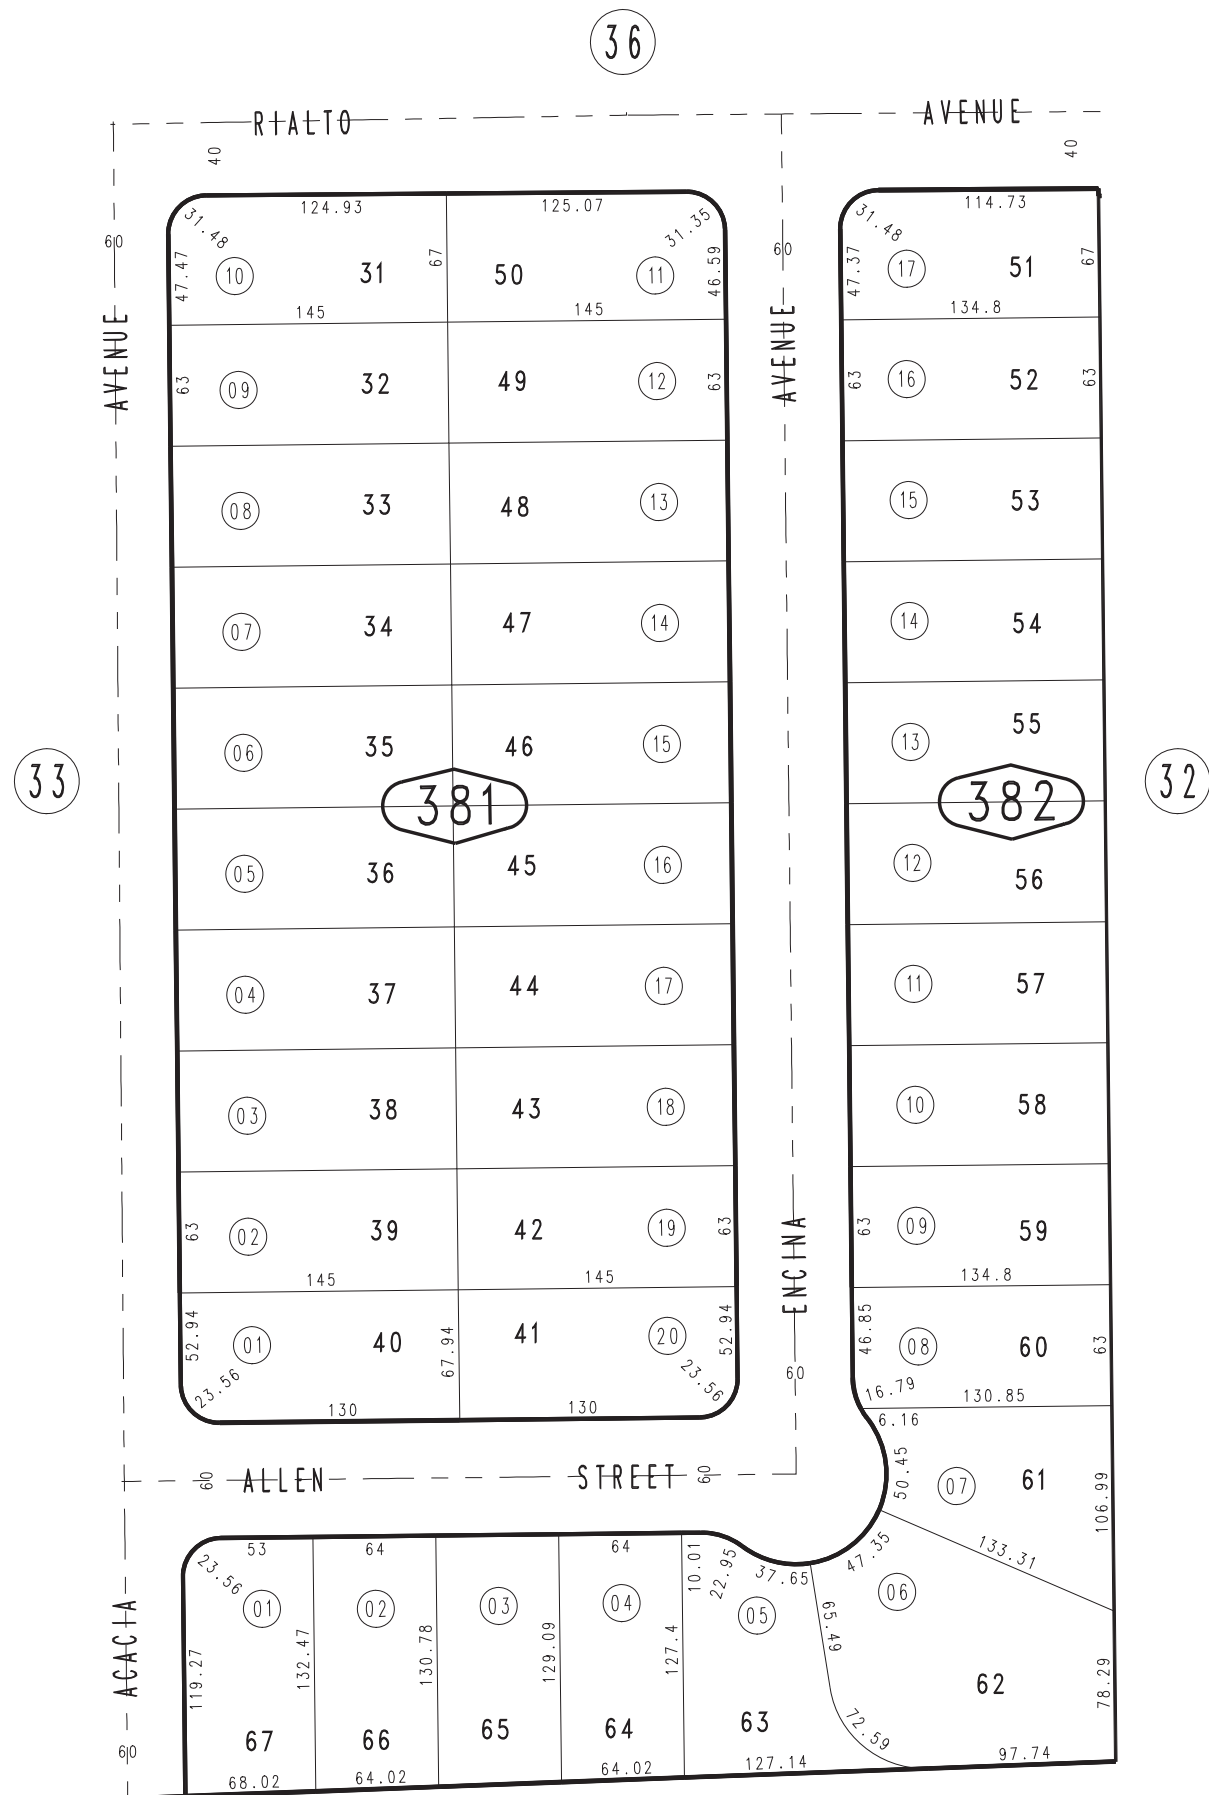 36
RIALTO AVENUE
40 40
124.93 125.07 114.73
31.48 31.35 31.48
60 60
47.47 67 46.59 47.37 67
10 31 50 11 17 51
145 145 134.8
AVENUE AVENUE
63 09 32 49 12 63 63 16 52 63
08 33 48 13 15 53
07 34 47 14 14 54
06 35 46 15 13 55
33 381 382 32
05 36 45 16 12 56
04 37 44 17 11 57
03 38 43 18 10 58
63 02 39 42 19 63 63 09 59
ENCINA
145 145 134.8
52.94 01 40 67.94 41 20 52.94 46.85 08 60 63
60
23.56 23.56 16.79 130.85
130 130 6.16
60 ALLEN STREET 60
50.45 07 61 106.99
53 64 64 10.01 22.95 37.65 47.35 133.31
23.56
01 02 03 04 05 06
ACACIA
119.27 132.47 130.78 129.09 127.4 65.49
67 66 65 64 63 62 78.29
72.59
60
68.02 64.02 64.02 127.14 97.74